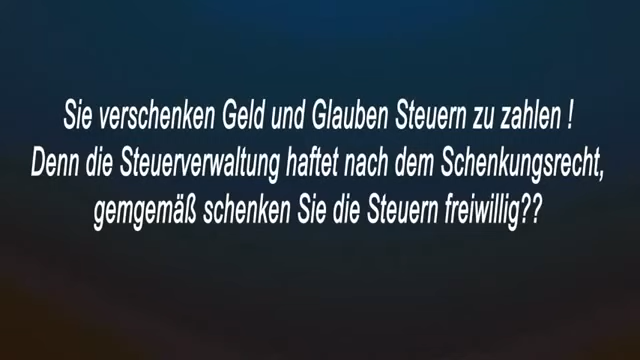 Sie verschenken Geld und Glauben Steuern zu zahlen !
Denn die Steuerverwaltung haftet nach dem Schenkungsrecht,
gemgemäß schenken Sie die Steuern freiwillig??